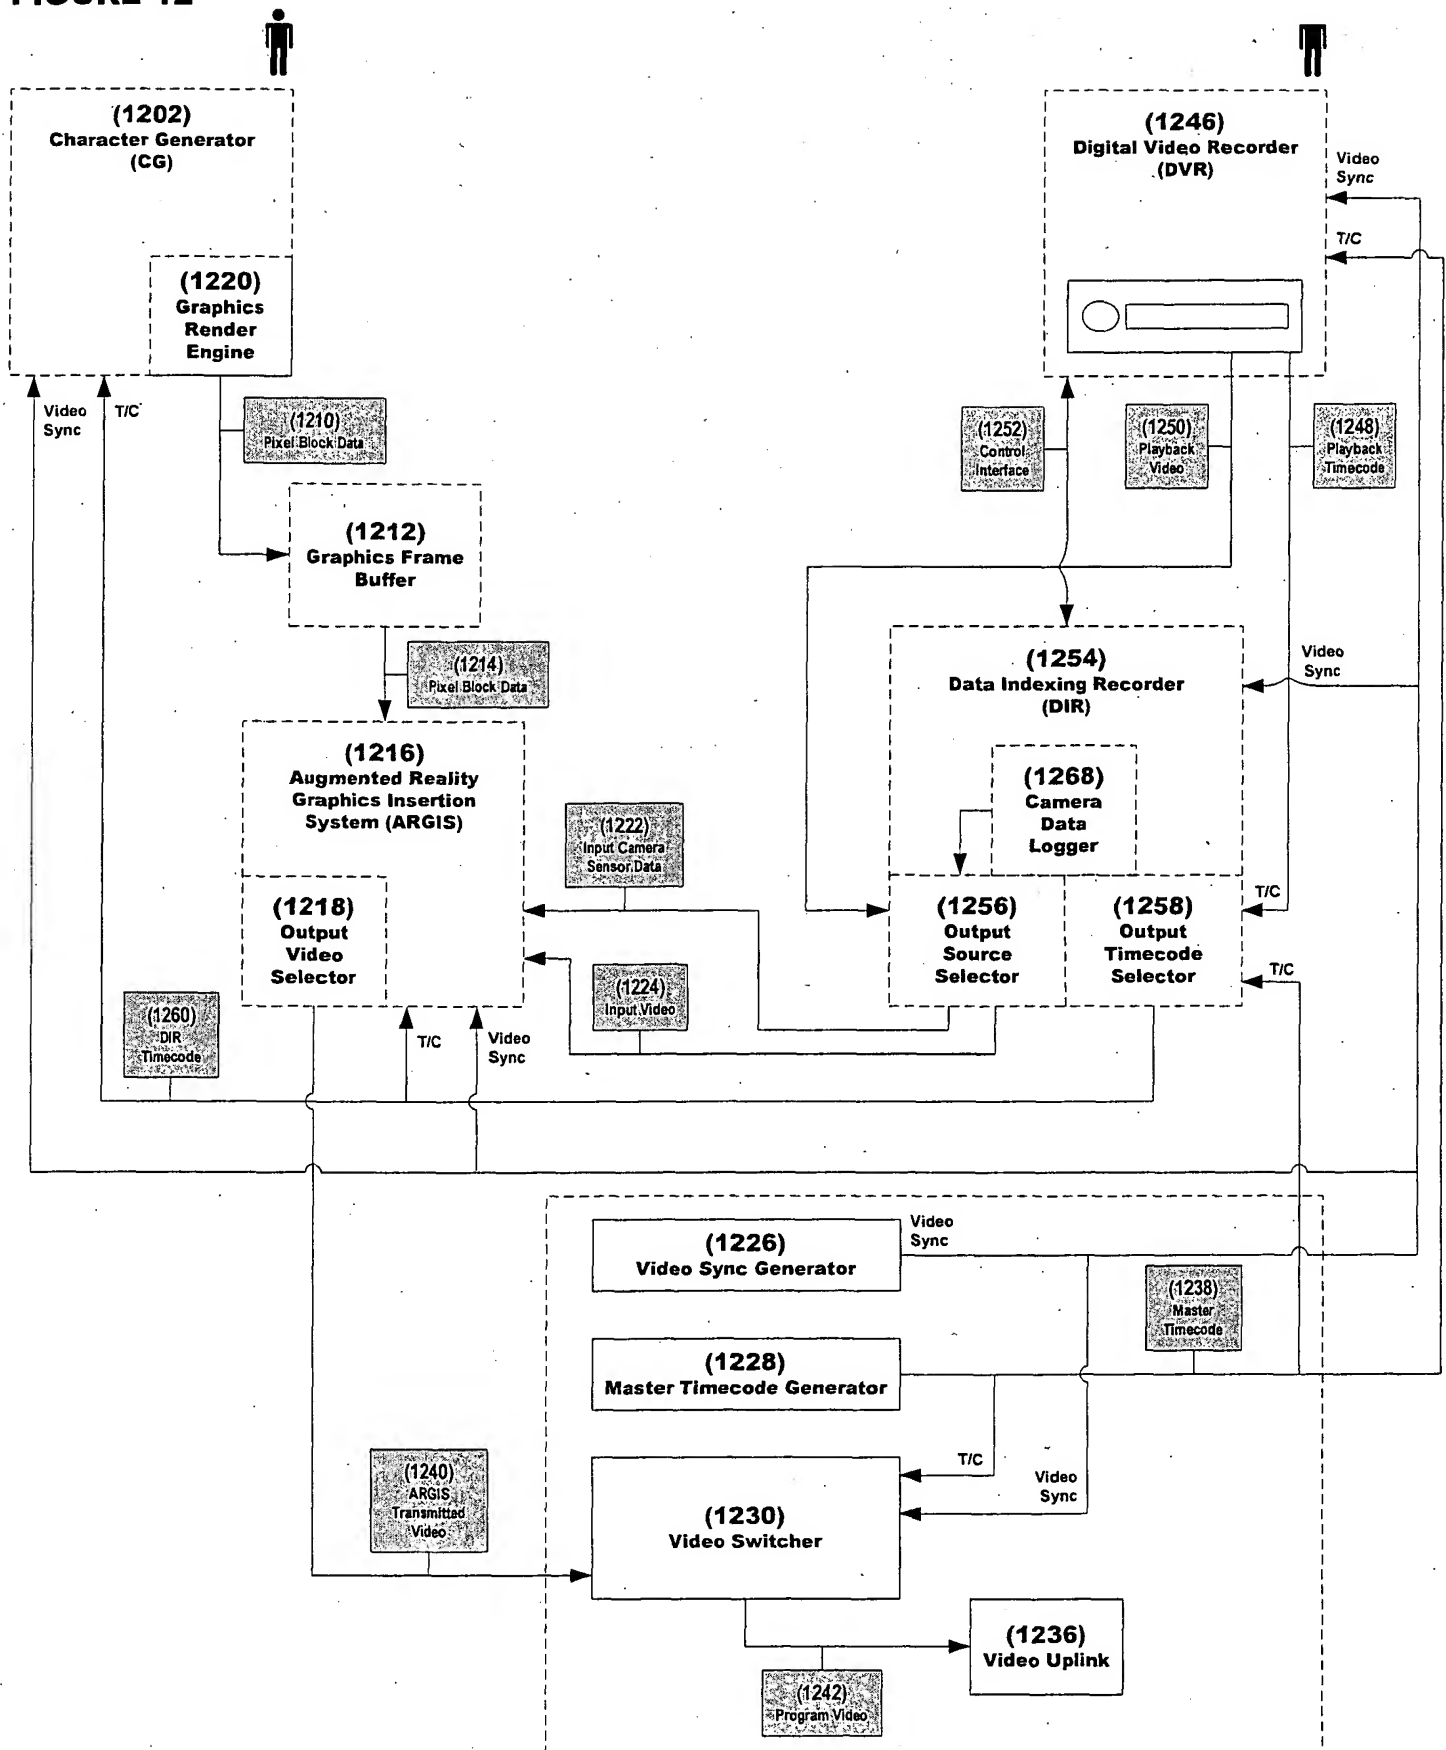 FIGURE 12
(1202)
Character Generator
(CG)
(1220)
Graphics
Render
Engine
Video
Sync
T/C
(1210)
Pixel Block Data
(1212)
Graphics Frame
Buffer
(1214)
Pixel Block Data
(1216)
Augmented Reality
Graphics Insertion
System (ARGIS)
(1218)
Output
Video
Selector
(1260)
DIR
Timecode
T/C
Video
Sync
(1222)
Input Camera
Sensor Data
(1224)
Input Video
(1246)
Digital Video Recorder
(DVR)
Video
Sync
T/C
(1252)
Control
Interface
(1250)
Playback
Video
(1248)
Playback
Timecode
(1254)
Data Indexing Recorder
(DIR)
Video
Sync
(1268)
Camera
Data
Logger
(1256)
Output
Source
Selector
(1258)
Output
Timecode
Selector
T/C
T/C
(1226)
Video Sync Generator
Video
Sync
(1238)
Master
Timecode
(1228)
Master Timecode Generator
T/C
Video
Sync
(1240)
ARGIS
Transmitted
Video
(1230)
Video Switcher
(1236)
Video Uplink
(1242)
Program Video